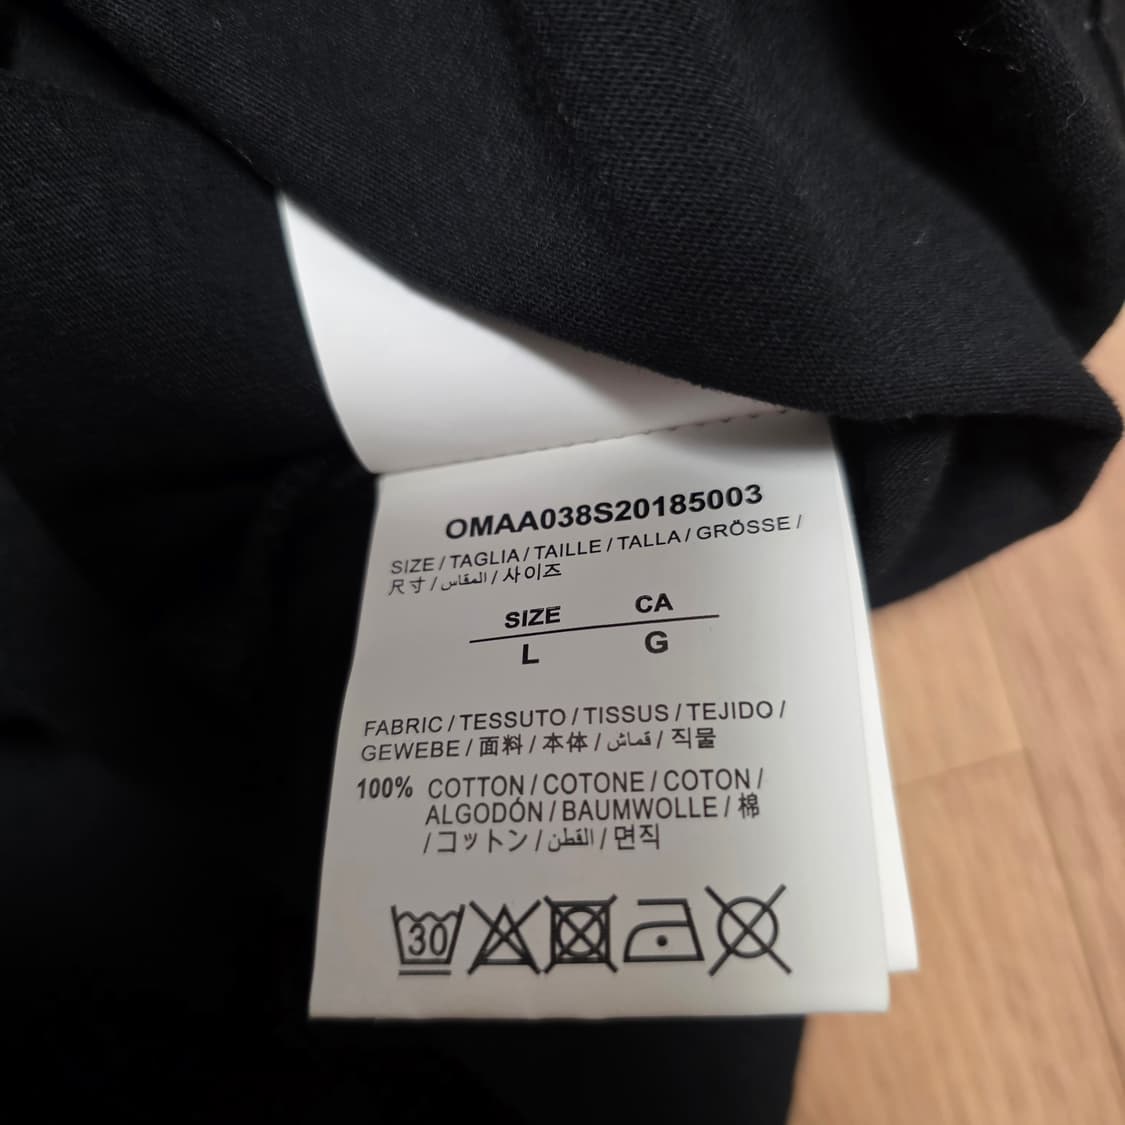 OMAA038S20185003
SIZE / TAGLIA / TAILLE / TALLA / GRÖSSE /
尺寸 / المقاس / 사이즈
SIZE CA
L G
FABRIC / TESSUTO / TISSUS / TEJIDO /
GEWEBE / 面料 / 本体 / قماش / 직물
100% COTTON / COTONE / COTON /
ALGODÓN / BAUMWOLLE / 棉
/ コットン / القطن / 면직
30